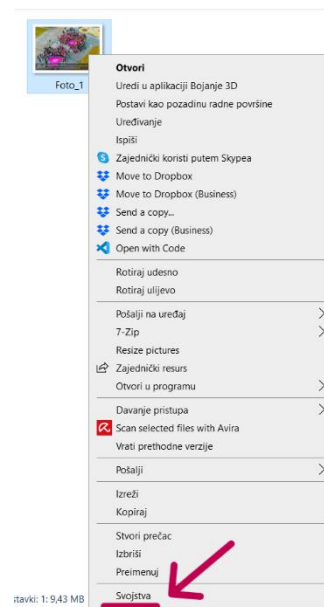 Foto_1
Otvori
Uredi u aplikaciji Bojanje 3D
Postavi kao pozadinu radne površine
Uređivanje
Ispiši
Zajednički koristi putem Skypea
Move to Dropbox
Move to Dropbox (Business)
Send a copy...
Send a copy (Business)
Open with Code
Rotiraj udesno
Rotiraj ulijevo
Pošalji na uređaj
7-Zip
Resize pictures
Zajednički resurs
Otvori u programu
Davanje pristupa
Scan selected files with Avira
Vrati prethodne verzije
Pošalji
Izreži
Kopiraj
Stvori prečac
Izbriši
Preimenuj
Svojstva
stavki: 1: 9,43 MB